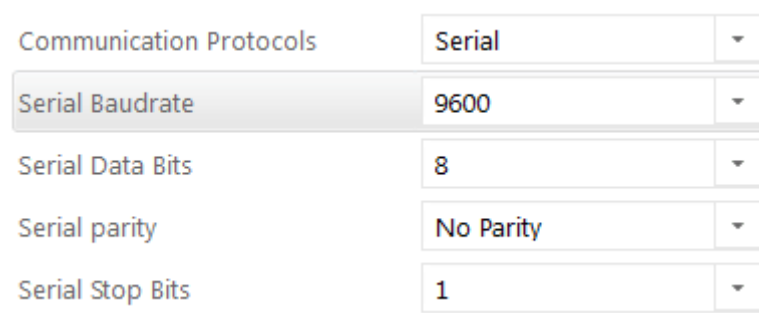 Communication Protocols Serial
Serial Baudrate 9600
Serial Data Bits 8
Serial parity No Parity
Serial Stop Bits 1